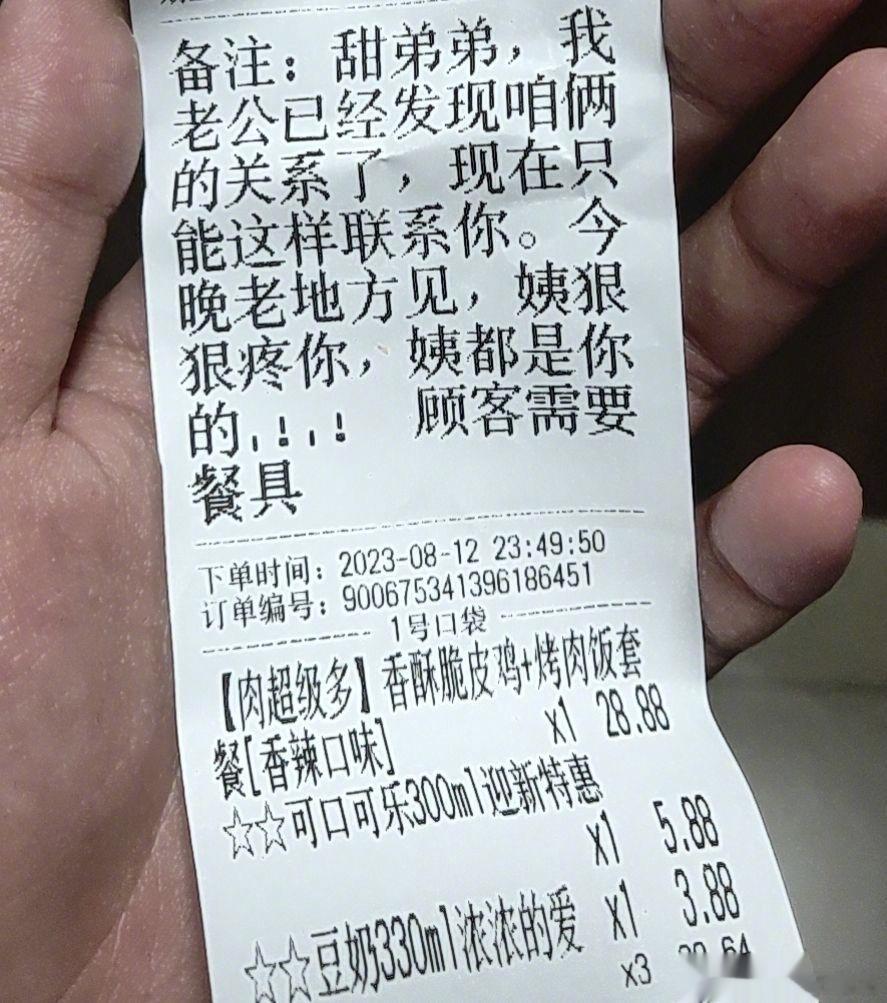 备注：甜弟弟，我
老公已经发现咱俩
的关系了，现在只
能这样联系你。今
晚老地方见，姨狠
狠疼你，姨都是你
的.!.! 顾客需要
餐具
下单时间：2023-08-12 23:49:50
订单编号：900675341396186451
1号口袋
【肉超级多】香酥脆皮鸡+烤肉饭套
餐[香辣口味] x1 28.88
☆☆可口可乐300ml迎新特惠
x1 5.88
☆☆豆奶330ml浓浓的爱 x1 3.88
x3